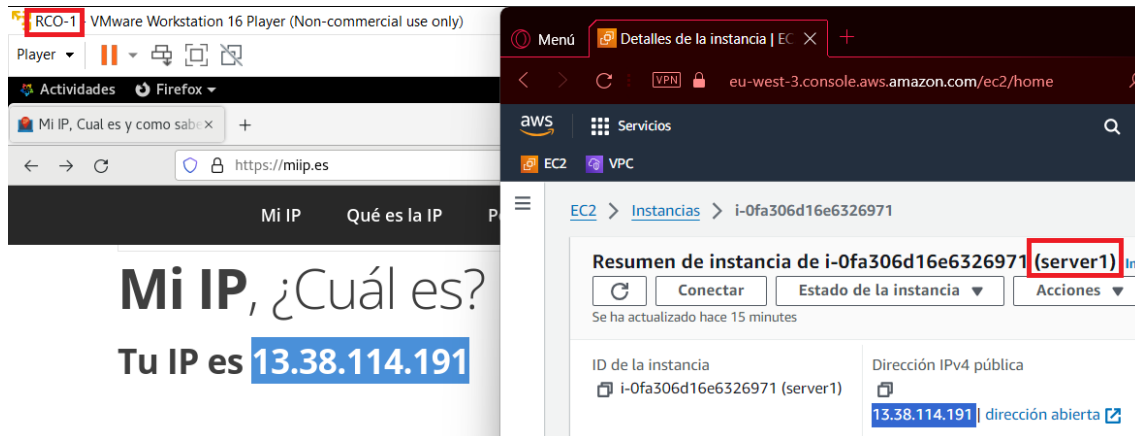 RCO-1 - VMware Workstation 16 Player (Non-commercial use only)
Player
Actividades Firefox
Mi IP, Cual es y como sabe
https://miip.es
Mi IP Qué es la IP
Mi IP, ¿Cuál es?
Tu IP es 13.38.114.191
Menú Detalles de la instancia | EC
VPN eu-west-3.console.aws.amazon.com/ec2/home
aws Servicios
EC2 VPC
EC2 > Instancias > i-0fa306d16e6326971
Resumen de instancia de i-0fa306d16e6326971 (server1)
Conectar Estado de la instancia Acciones
Se ha actualizado hace 15 minutes
ID de la instancia
i-0fa306d16e6326971 (server1)
Dirección IPv4 pública
13.38.114.191 | dirección abierta